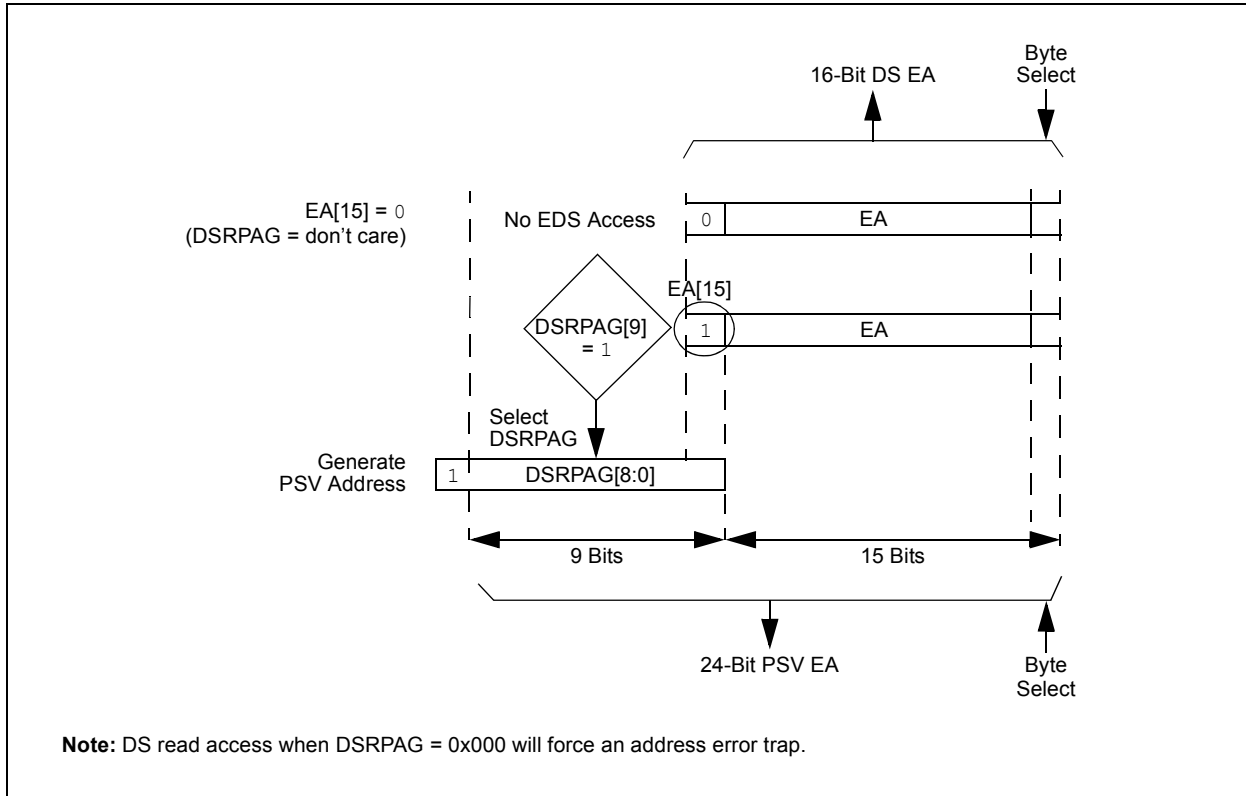 Byte
Select
16-Bit DS EA
EA[15] = 0
(DSRPAG = don't care)
No EDS Access
0
EA
EA[15]
DSRPAG[9]
= 1
1
EA
Select
DSRPAG
Generate
PSV Address
1
DSRPAG[8:0]
9 Bits
15 Bits
24-Bit PSV EA
Byte
Select
Note: DS read access when DSRPAG = 0x000 will force an address error trap.